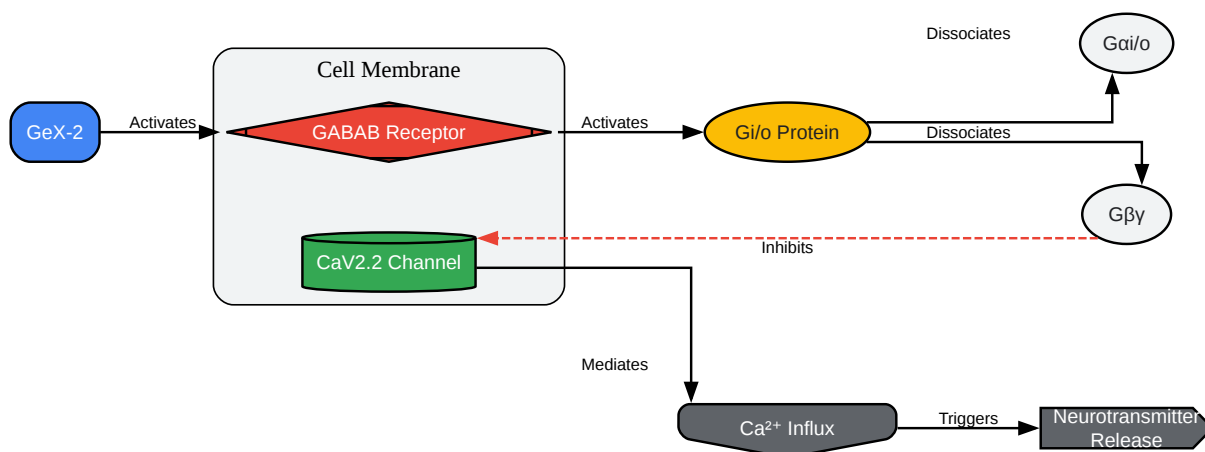 Dissociates
Gαi/o
Cell Membrane
GeX-2
Activates
GABAB Receptor
Activates
Gi/o Protein
Dissociates
Gβγ
Inhibits
CaV2.2 Channel
Mediates
Ca²⁺ Influx
Triggers
Neurotransmitter
Release